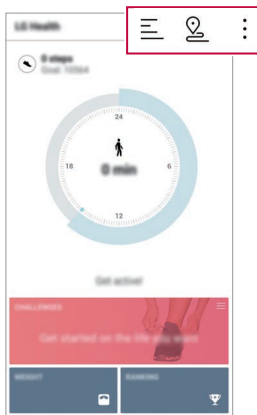 LG Health
0 steps
Goal: 10564
24
18
6
0 min
12
Get active!
CHALLENGES
Get started on the life you want
WEIGHT
RANKING